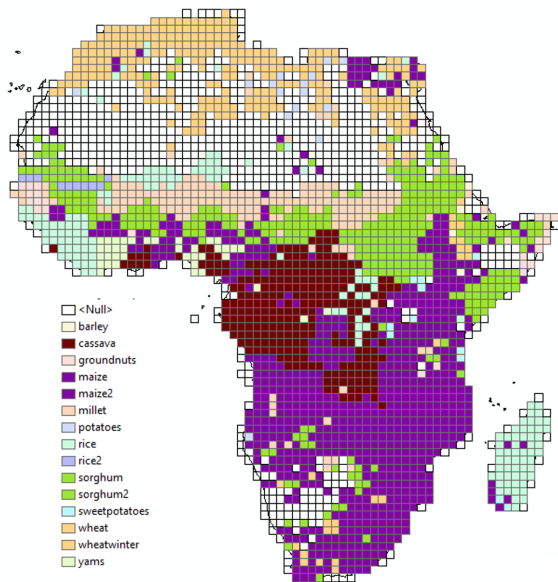 <Null>
barley
cassava
groundnuts
maize
maize2
millet
potatoes
rice
rice2
sorghum
sorghum2
sweetpotatoes
wheat
wheatwinter
yams